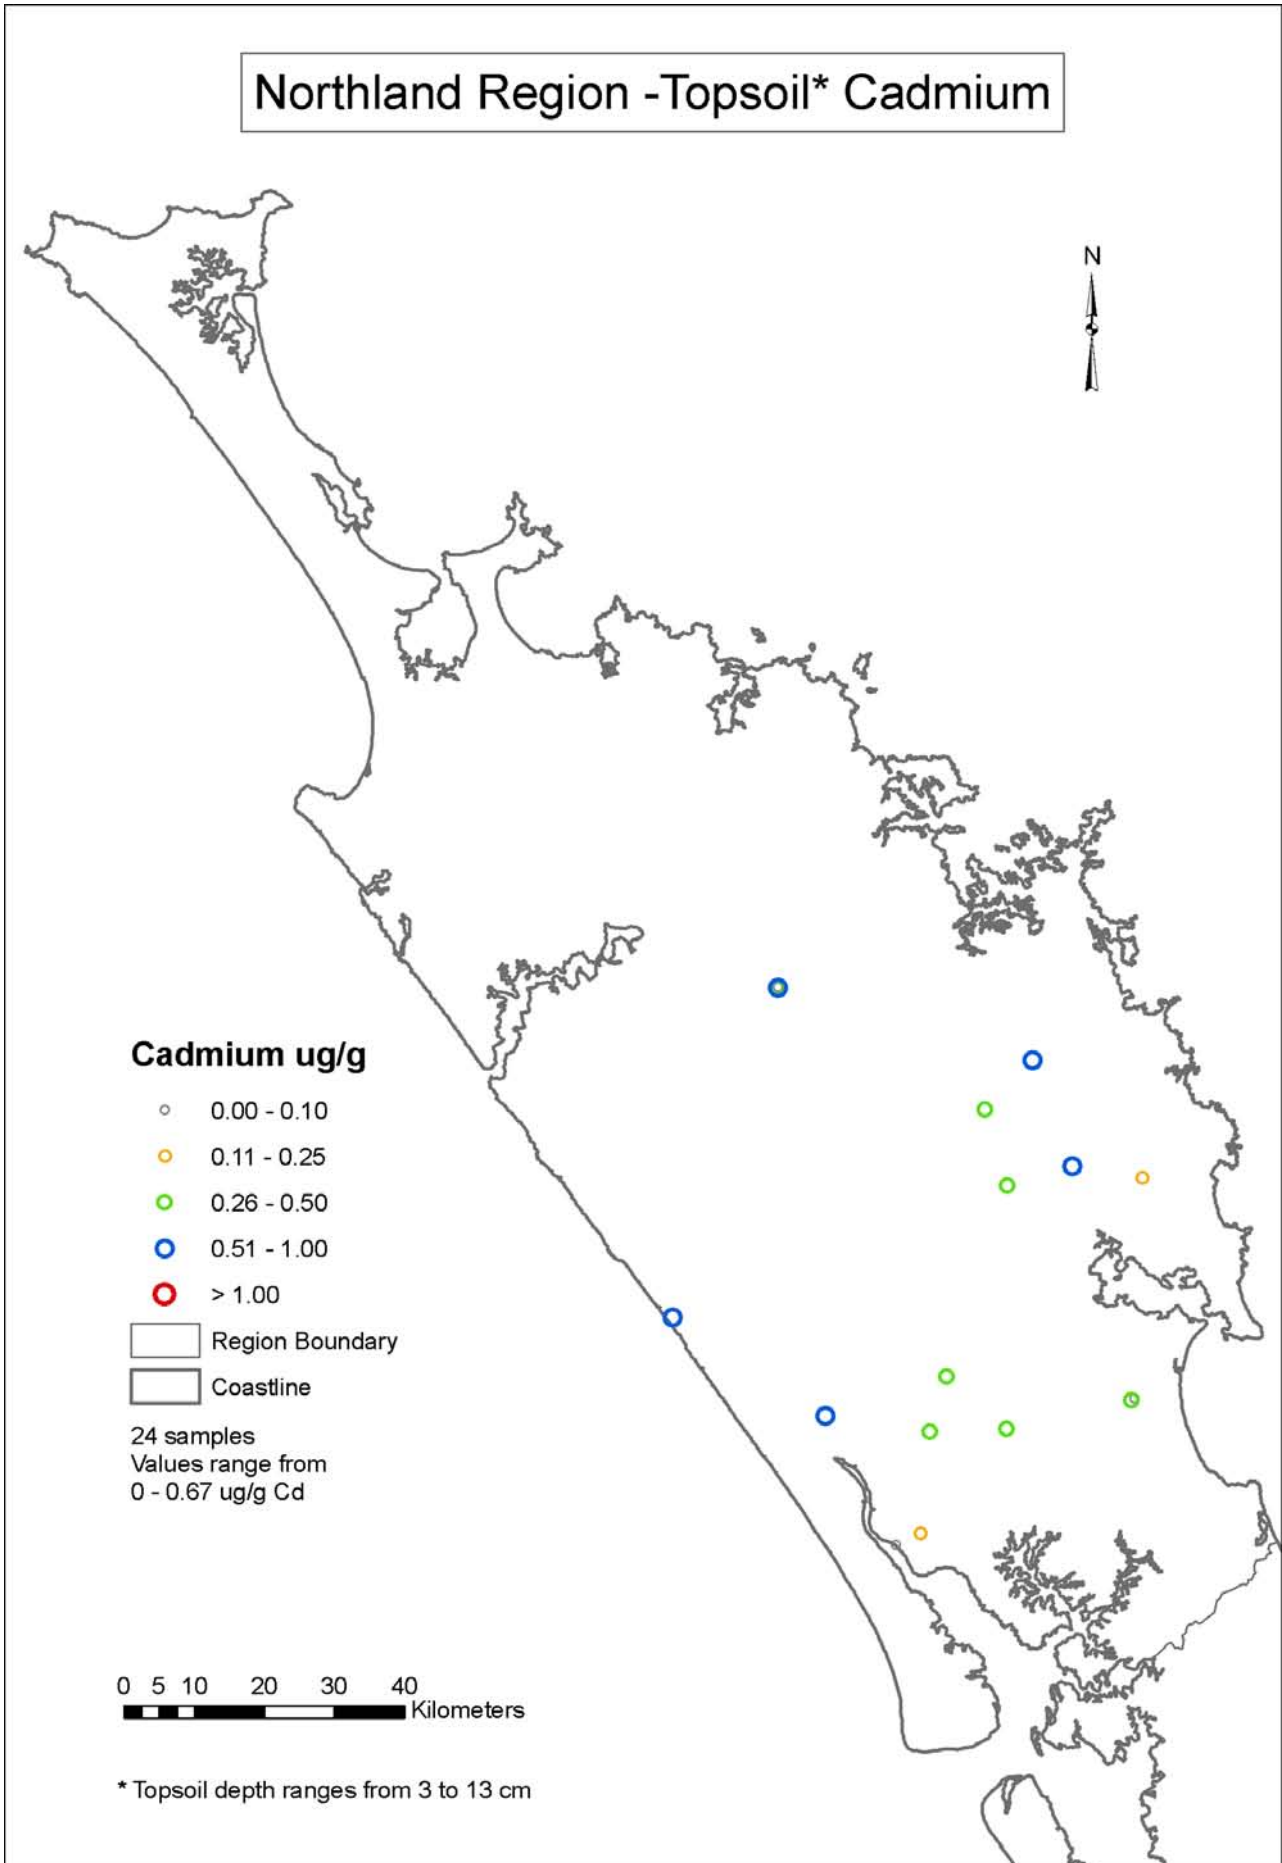 Northland Region -Topsoil* Cadmium
N
Cadmium ug/g
0.00 - 0.10
0.11 - 0.25
0.26 - 0.50
0.51 - 1.00
> 1.00
Region Boundary
Coastline
24 samples
Values range from
0 - 0.67 ug/g Cd
0 5 10 20 30 40
Kilometers
* Topsoil depth ranges from 3 to 13 cm